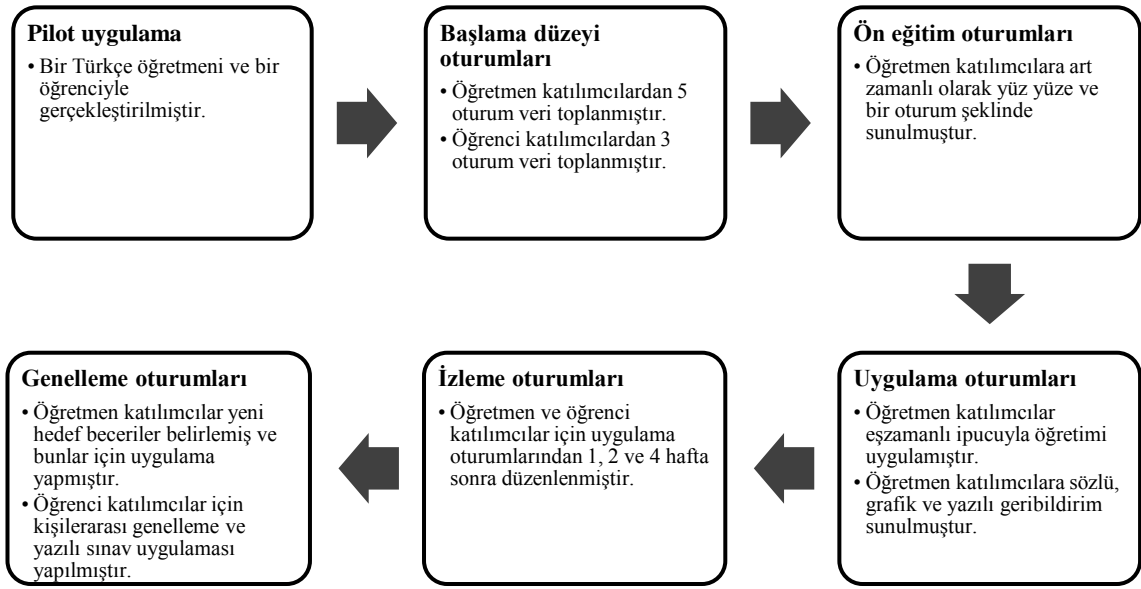 Pilot uygulama
• Bir Türkçe öğretmeni ve bir
öğrenciyle
gerçekleştirilmiştir.
Başlama düzeyi
oturumları
• Öğretmen katılımcılardan 5
oturum veri toplanmıştır.
• Öğrenci katılımcılardan 3
oturum veri toplanmıştır.
Ön eğitim oturumları
• Öğretmen katılımcılara art
zamanlı olarak yüz yüze ve
bir oturum şeklinde
sunulmuştur.
Uygulama oturumları
• Öğretmen katılımcılar
eşzamanlı ipucuyla öğretimi
uygulamıştır.
• Öğretmen katılımcılara sözlü,
grafik ve yazılı geribildirim
sunulmuştur.
İzleme oturumları
• Öğretmen ve öğrenci
katılımcılar için uygulama
oturumlarından 1, 2 ve 4 hafta
sonra düzenlenmiştir.
Genelleme oturumları
• Öğretmen katılımcılar yeni
hedef beceriler belirlemiş ve
bunlar için uygulama
yapmıştır.
• Öğrenci katılımcılar için
kişilerarası genelleme ve
yazılı sınav uygulaması
yapılmıştır.